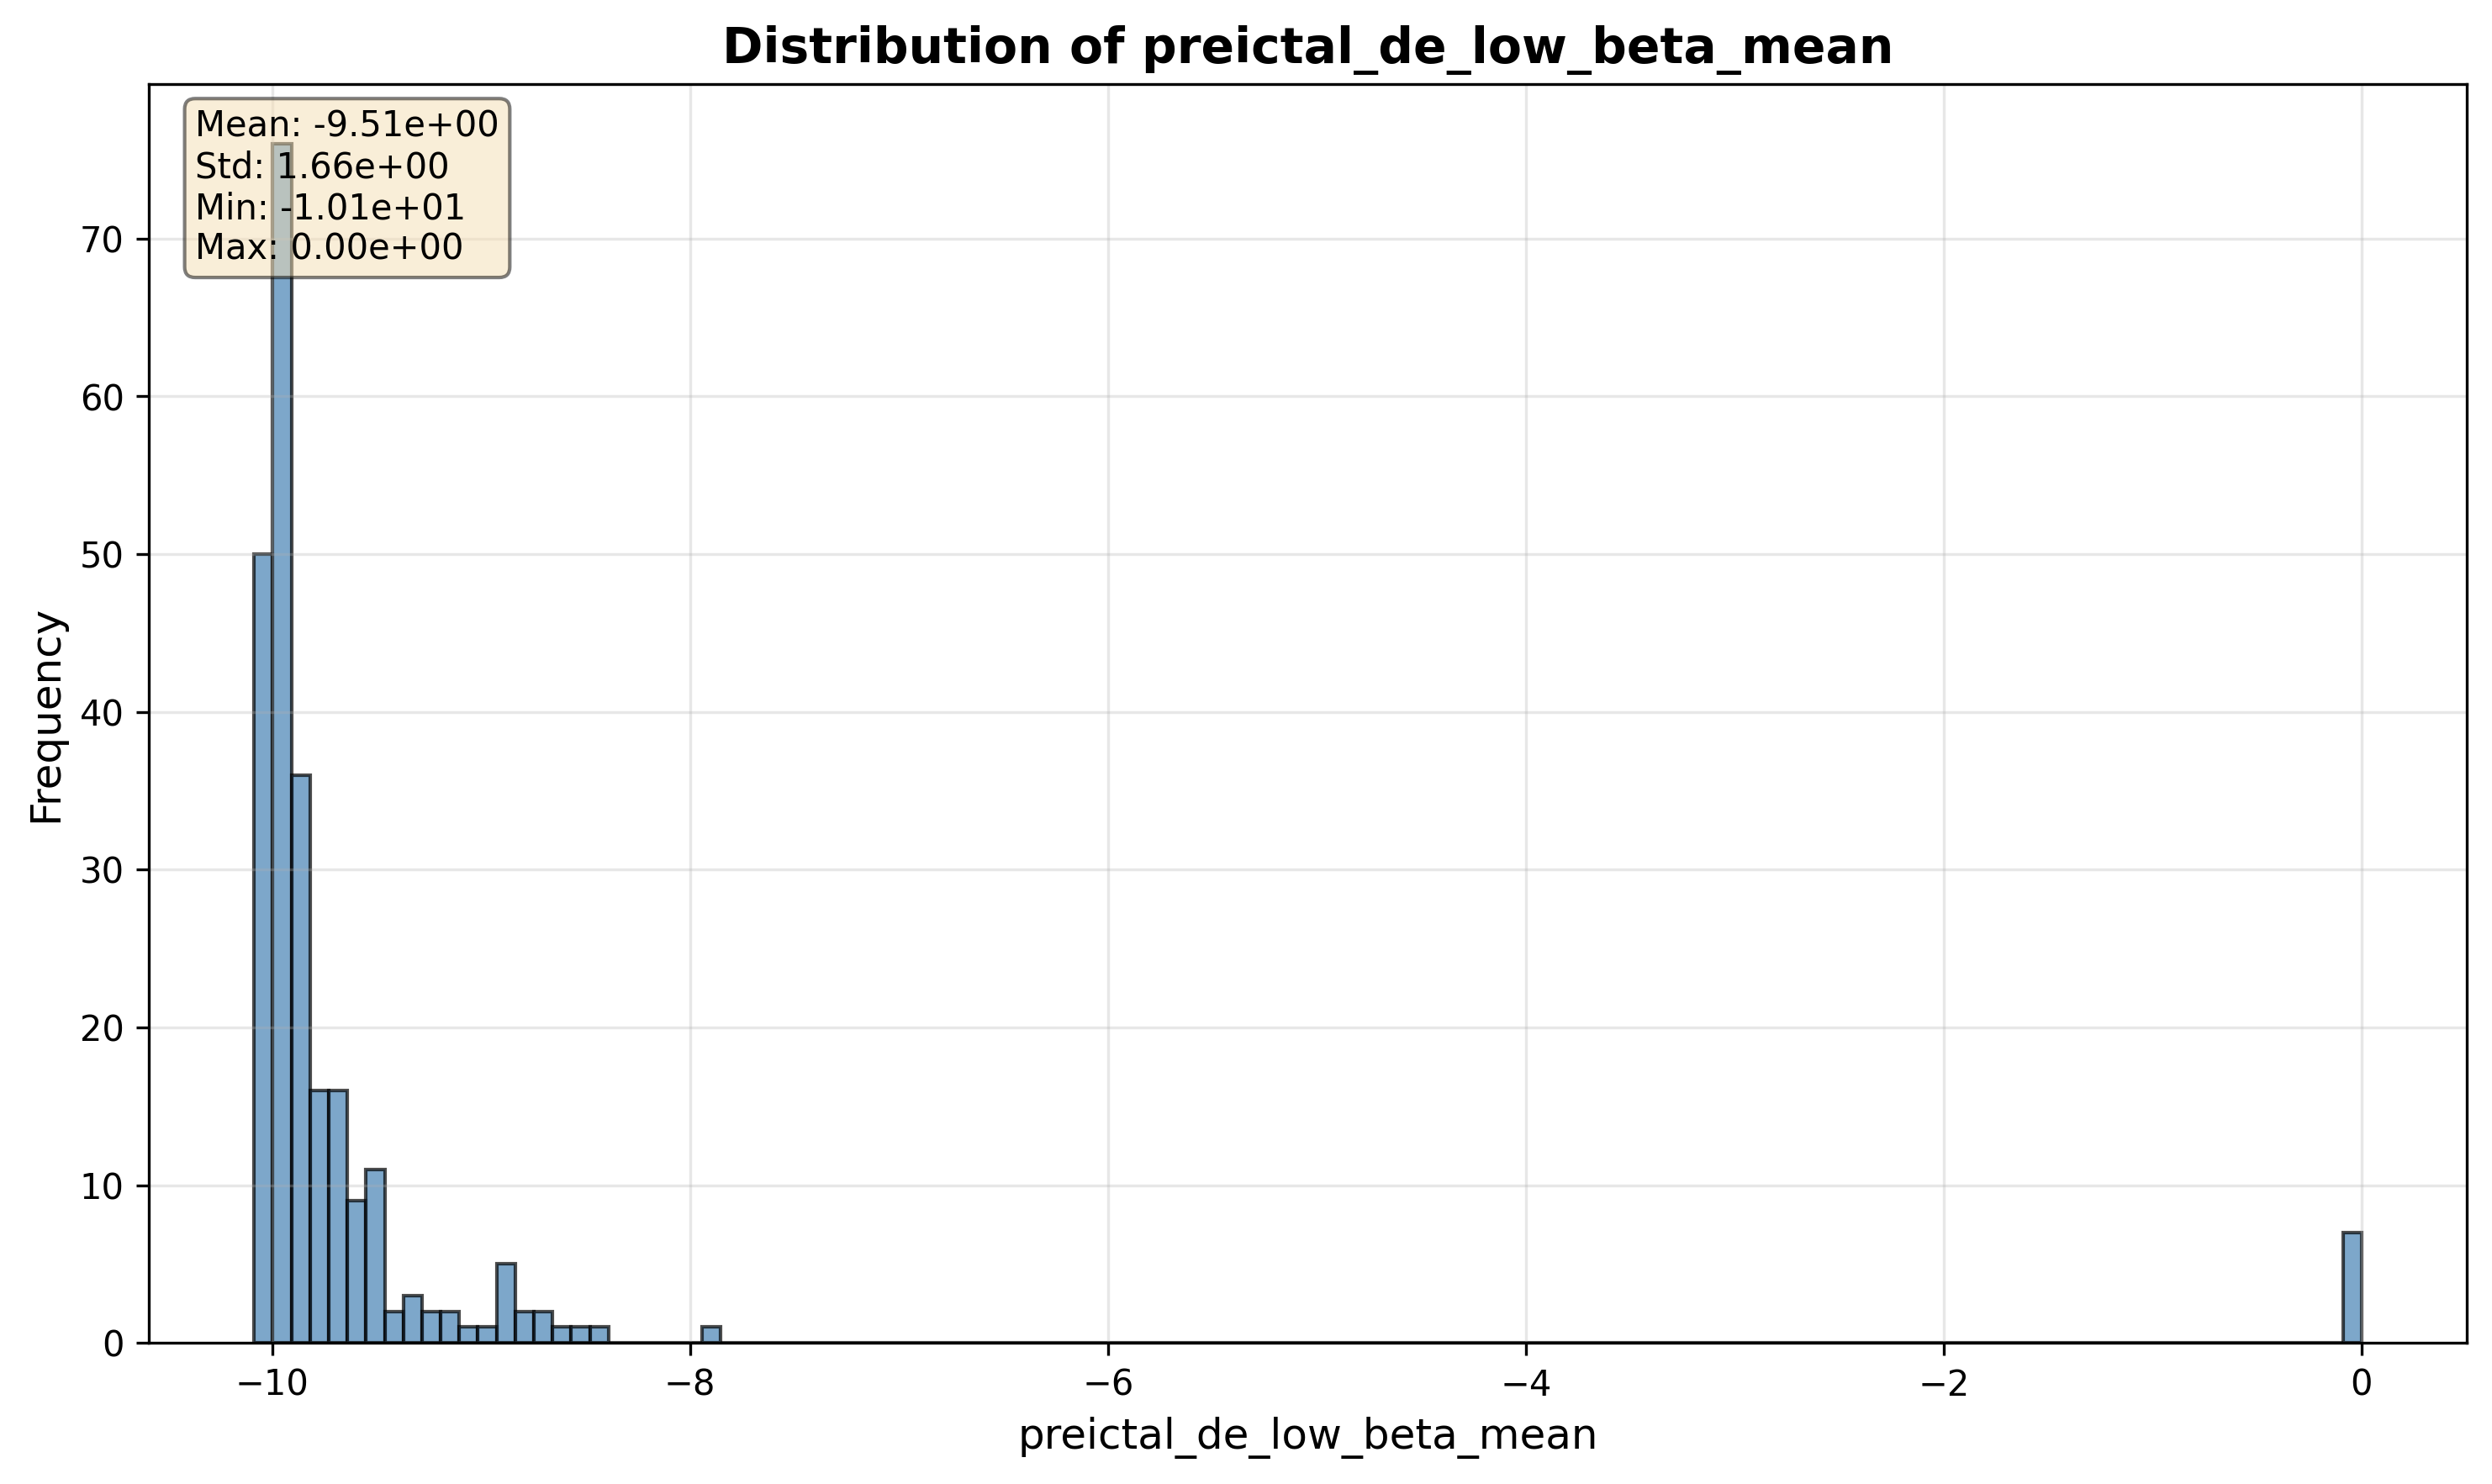 Distribution of preictal_de_low_beta_mean
Mean: -9.51e+00
Std: 1.66e+00
Min: -1.01e+01
Max: 0.00e+00
Frequency
70
60
50
40
30
20
10
0
−10 −8 −6 −4 −2 0
preictal_de_low_beta_mean